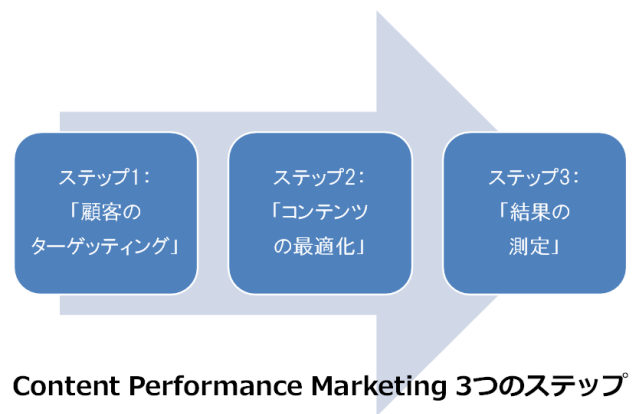 ステップ1:
「顧客の
ターゲッティング」
ステップ2:
「コンテンツ
の最適化」
ステップ3:
「結果の
測定」
Content Performance Marketing 3つのステップ